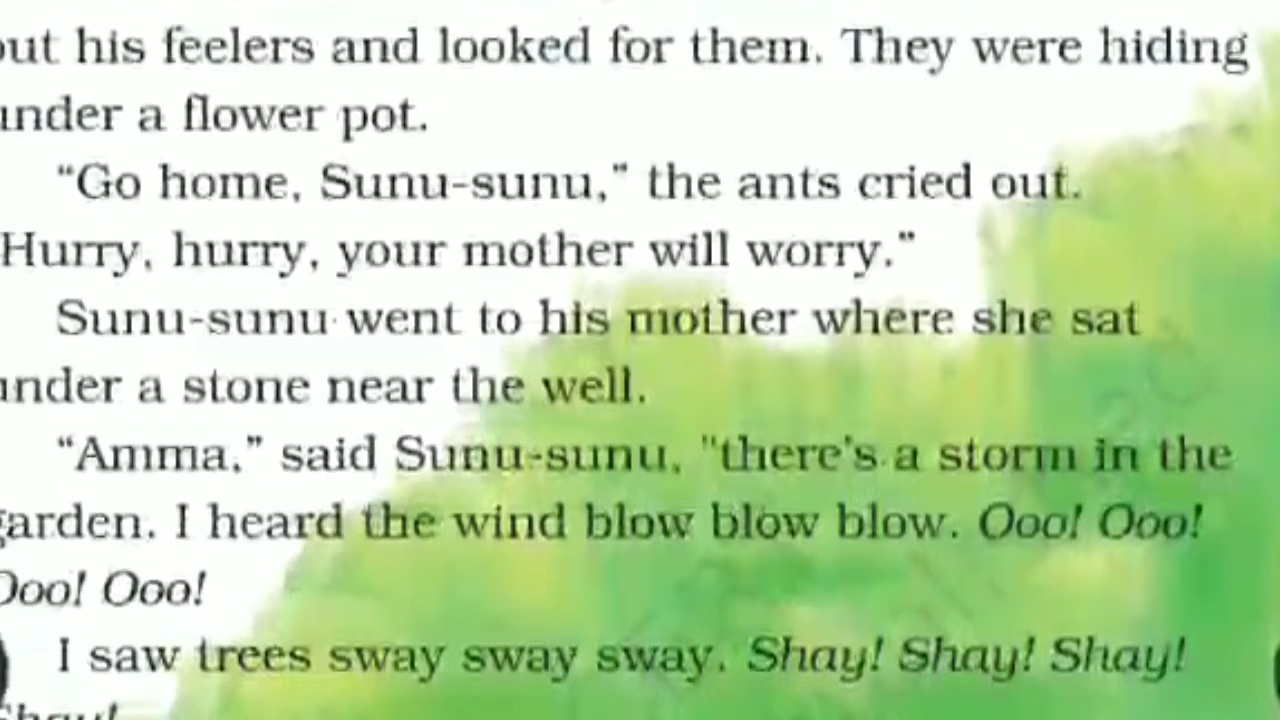 out his feelers and looked for them. They were hiding
under a flower pot.
“Go home, Sunu-sunu,” the ants cried out.
Hurry, hurry, your mother will worry.”
Sunu-sunu went to his mother where she sat
under a stone near the well.
“Amma,” said Sunu-sunu, "there's a storm in the
garden. I heard the wind blow blow blow. Ooo! Ooo!
Ooo! Ooo!
I saw trees sway sway sway. Shay! Shay! Shay!
Shay!